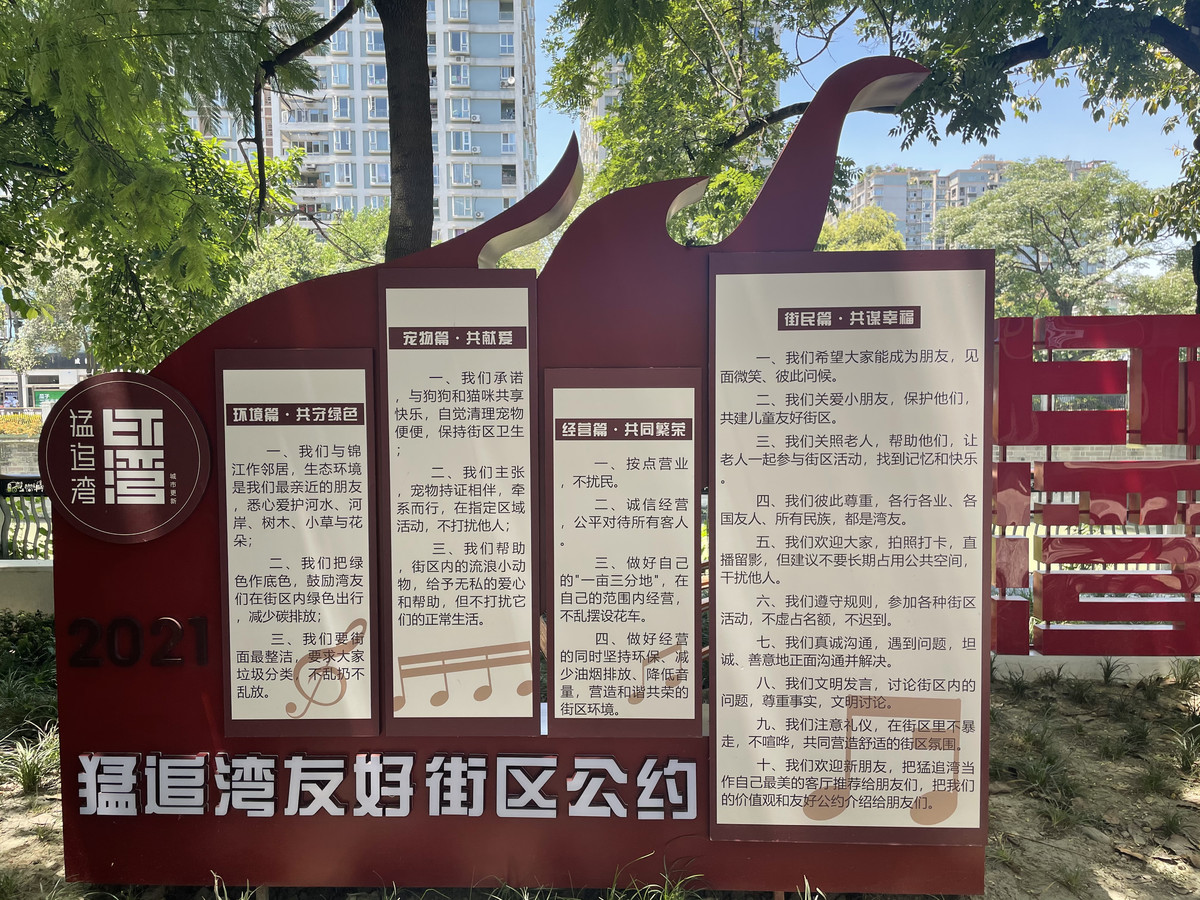 猛追湾
IT湾
城市更新
2021
环境篇·共守绿色
一、我们与锦
江作邻居，生态环境
是我们最亲近的朋友
，悉心爱护河水、河
岸、树木、小草与花
朵；
二、我们把绿
色作底色，鼓励湾友
们在街区内绿色出行
，减少碳排放；
三、我们要街
面最整洁，要求大家
垃圾分类，不乱扔不
乱放。
宠物篇·共献爱
一、我们承诺
，与狗狗和猫咪共享
快乐，自觉清理宠物
便便，保持街区卫生
；
二、我们主张
，宠物持证相伴，牵
系而行，在指定区域
活动，不打扰他人；
三、我们帮助
，街区内的流浪小动
物，给予无私的爱心
和帮助，但不打扰它
们的正常生活。
经营篇·共同繁荣
一、按点营业
，不扰民。
二、诚信经营
，公平对待所有客人
。
三、做好自己
的"一亩三分地"，在
自己的范围内经营，
不乱摆设花车。
四、做好经营
的同时坚持环保、减
少油烟排放、降低音
量，营造和谐共荣的
街区环境。
街民篇·共谋幸福
一、我们希望大家能成为朋友，见
面微笑、彼此问候。
二、我们关爱小朋友，保护他们，
共建儿童友好街区。
三、我们关照老人，帮助他们，让
老人一起参与街区活动，找到记忆和快乐
。
四、我们彼此尊重，各行各业、各
国友人、所有民族，都是湾友。
五、我们欢迎大家，拍照打卡，直
播留影，但建议不要长期占用公共空间，
干扰他人。
六、我们遵守规则，参加各种街区
活动，不虚占名额，不迟到。
七、我们真诚沟通，遇到问题，坦
诚、善意地正面沟通并解决。
八、我们文明发言，讨论街区内的
问题，尊重事实，文明讨论。
九、我们注意礼仪，在街区里不暴
走，不喧哗，共同营造舒适的街区氛围。
十、我们欢迎新朋友，把猛追湾当
作自己最美的客厅推荐给朋友们，把我们
的价值观和友好公约介绍给朋友们。
猛追湾友好街区公约